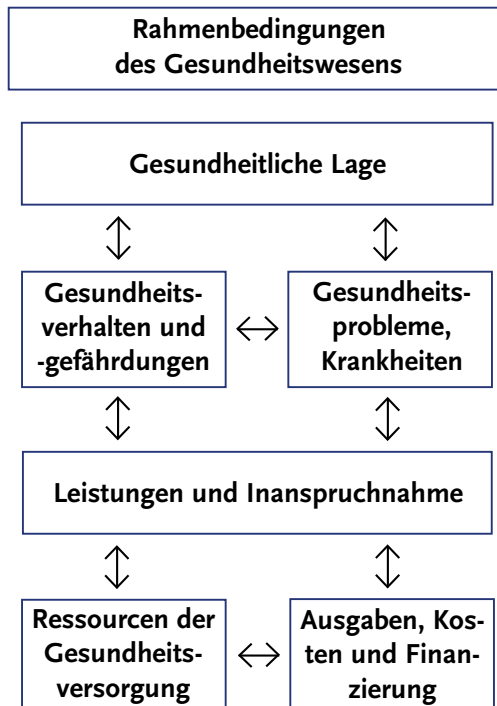 Rahmenbedingungen
des Gesundheitswesens
Gesundheitliche Lage
Gesundheits-
verhalten und
-gefährdungen
Gesundheits-
probleme,
Krankheiten
Leistungen und Inanspruchnahme
Ressourcen der
Gesundheits-
versorgung
Ausgaben, Kos-
ten und Finan-
zierung